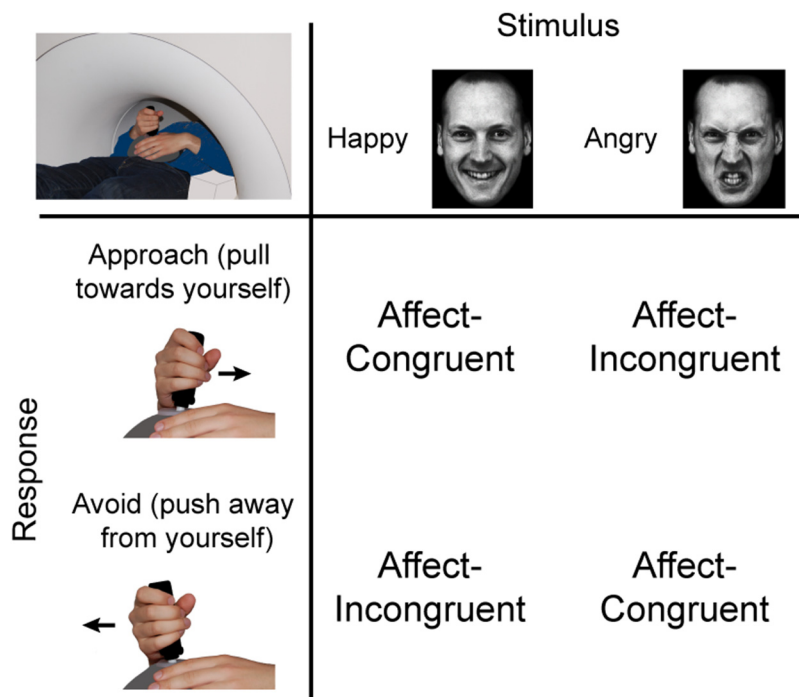 Stimulus
Happy
Angry
Response
Approach (pull
towards yourself)
Affect-
Congruent
Affect-
Incongruent
Avoid (push away
from yourself)
Affect-
Incongruent
Affect-
Congruent